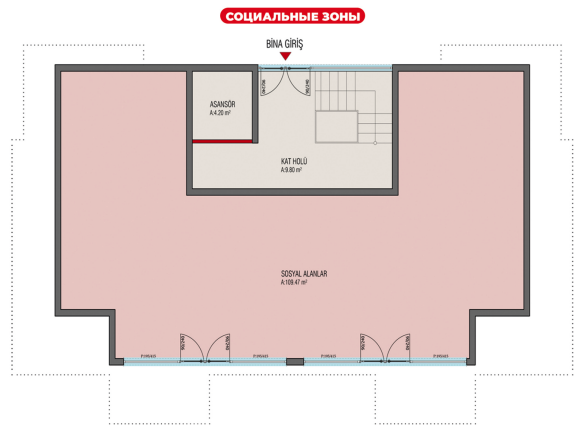 СОЦИАЛЬНЫЕ ЗОНЫ
BİNA GİRİŞ
ASANSÖR
A:4.20 m²
KAT HOLÜ
A:9.80 m²
SOSYAL ALANLAR
A:109.47 m²